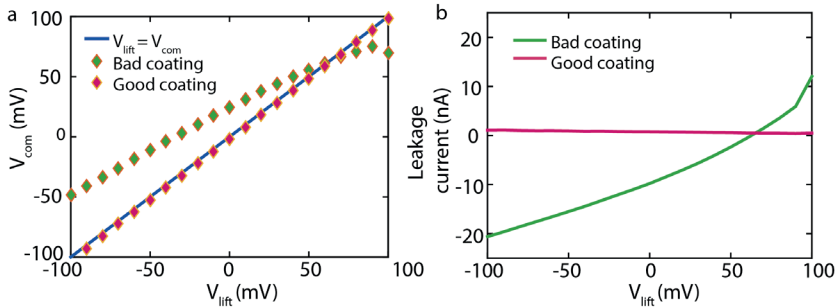 a
100
50
0
-50
-100
V_com (mV)
V_lift = V_com
Bad coating
Good coating
-100
-50
0
50
100
V_lift (mV)
b
20
10
0
-10
-20
Leakage
current (nA)
Bad coating
Good coating
-100
-50
0
50
100
V_lift (mV)